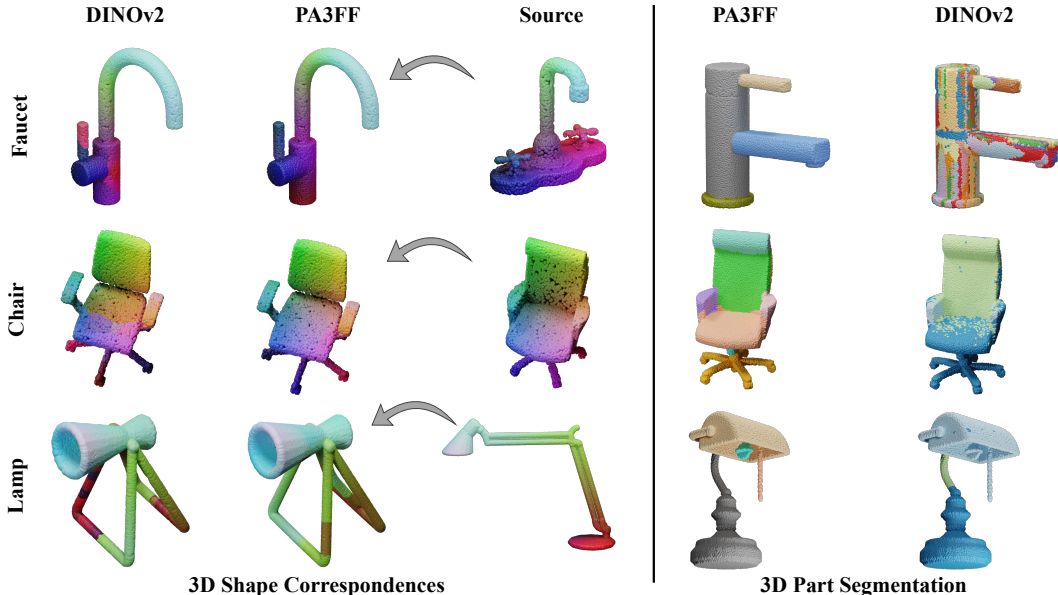 DINOv2 PA3FF Source PA3FF DINOv2
Faucet
Chair
Lamp
3D Shape Correspondences 3D Part Segmentation